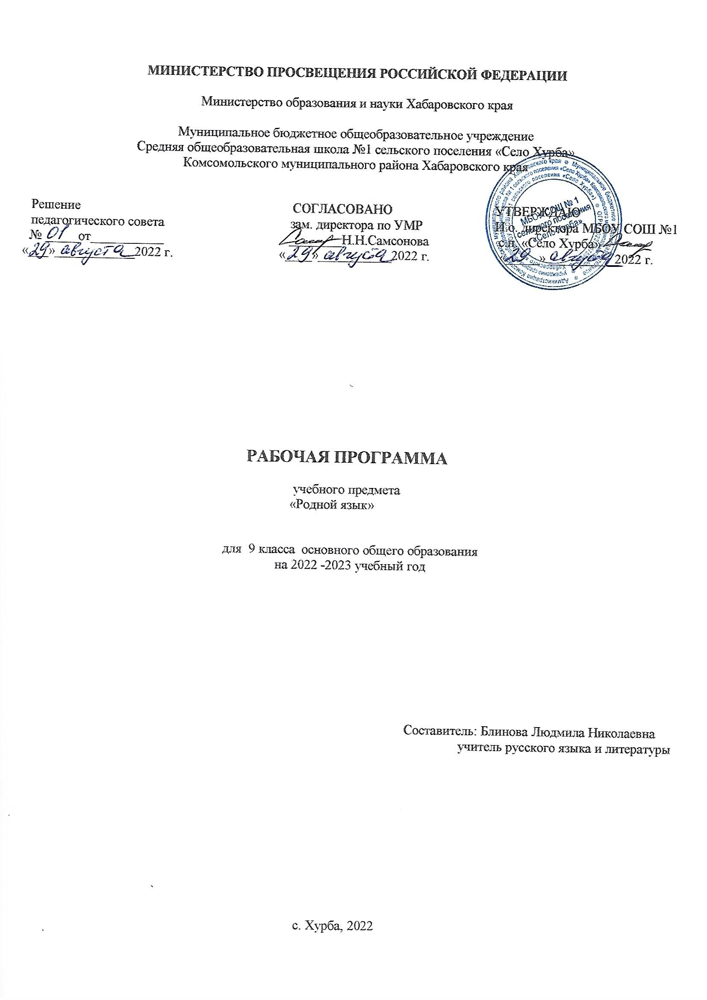 МИНИСТЕРСТВО ПРОСВЕЩЕНИЯ РОССИЙСКОЙ ФЕДЕРАЦИИ
Министерство образования и науки Хабаровского края
Муниципальное бюджетное общеобразовательное учреждение
Средняя общеобразовательная школа №1 сельского поселения «Село Хурба»
Комсомольского муниципального района Хабаровского края
Решение
педагогического совета
№ 01 от
«29» августа 2022 г.
СОГЛАСОВАНО
зам. директора по УМР
Н.Н.Самсонова
«29» августа 2022 г.
УТВЕРЖДАЮ
И.о. директора МБОУ СОШ №1
с.п. «Село Хурба»
29 » августа 2022 г.
МБОУ СОШ № 1
сельского поселения
«Село Хурба»
РАБОЧАЯ ПРОГРАММА
учебного предмета
«Родной язык»
для 9 класса основного общего образования
на 2022 -2023 учебный год
Составитель: Блинова Людмила Николаевна
учитель русского языка и литературы
с. Хурба, 2022